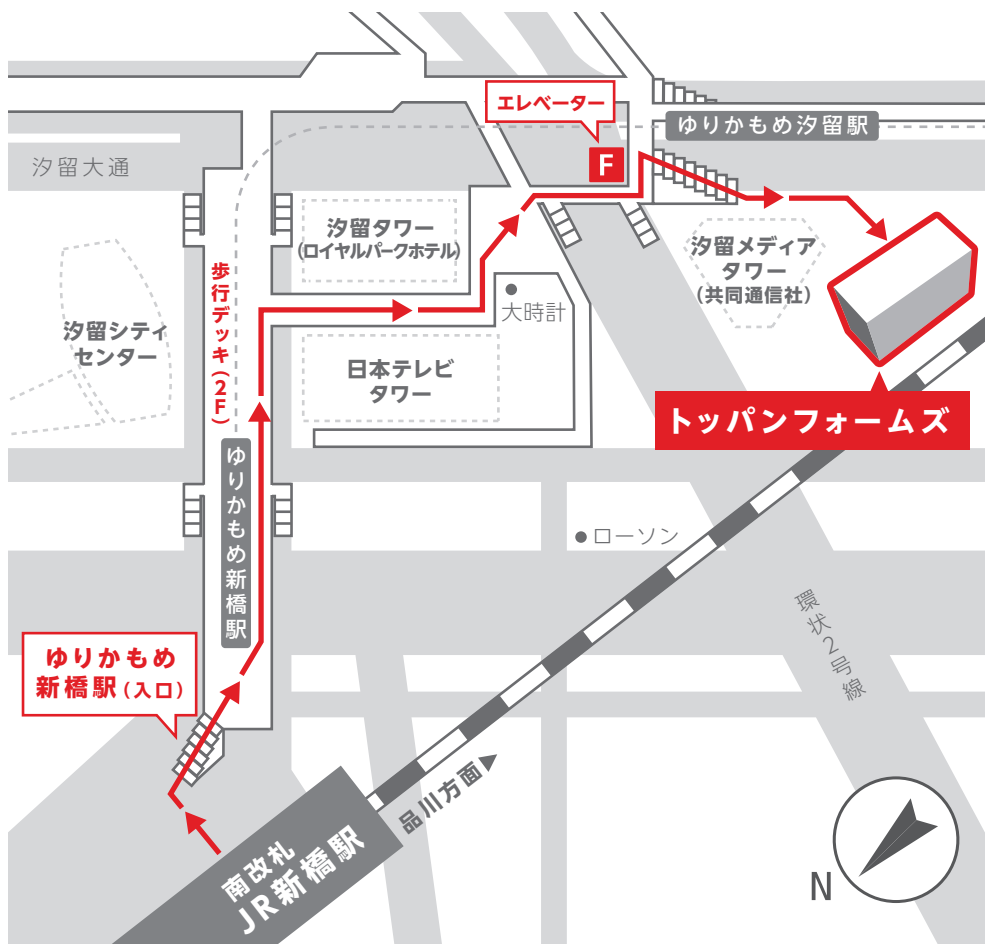 エレベーター
F
ゆりかもめ汐留駅
汐留大通
汐留タワー
(ロイヤルパークホテル)
汐留メディア
タワー
(共同通信社)
歩行デッキ(2F)
大時計
汐留シティ
センター
日本テレビ
タワー
トッパンフォームズ
ゆりかもめ新橋駅
ローソン
環状2号線
ゆりかもめ
新橋駅(入口)
品川方面▶
南改札
JR新橋駅
N